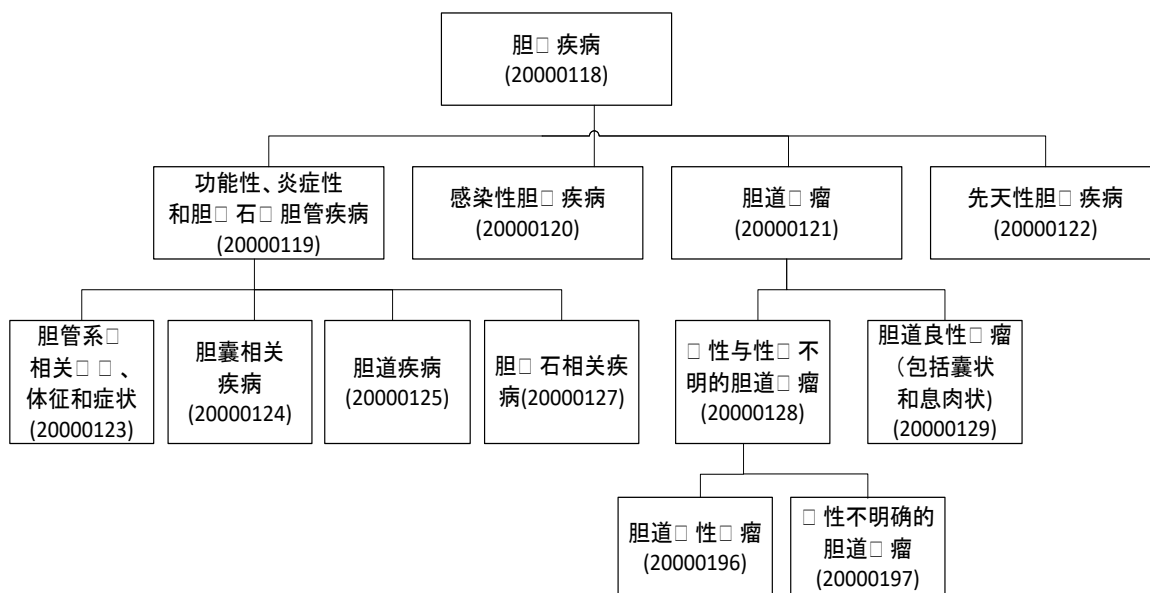 胆□ 疾病
(20000118)
功能性、炎症性
和胆□ 石□ 胆管疾病
(20000119)
感染性胆□ 疾病
(20000120)
胆道□ 瘤
(20000121)
先天性胆□ 疾病
(20000122)
胆管系□
相关□ □ 、
体征和症状
(20000123)
胆囊相关
疾病
(20000124)
胆道疾病
(20000125)
胆□ 石相关疾
病(20000127)
□ 性与性□ 不
明的胆道□ 瘤
(20000128)
胆道良性□ 瘤
（包括囊状
和息肉状)
(20000129)
胆道□ 性□ 瘤
(20000196)
□ 性不明确的
胆道□ 瘤
(20000197)